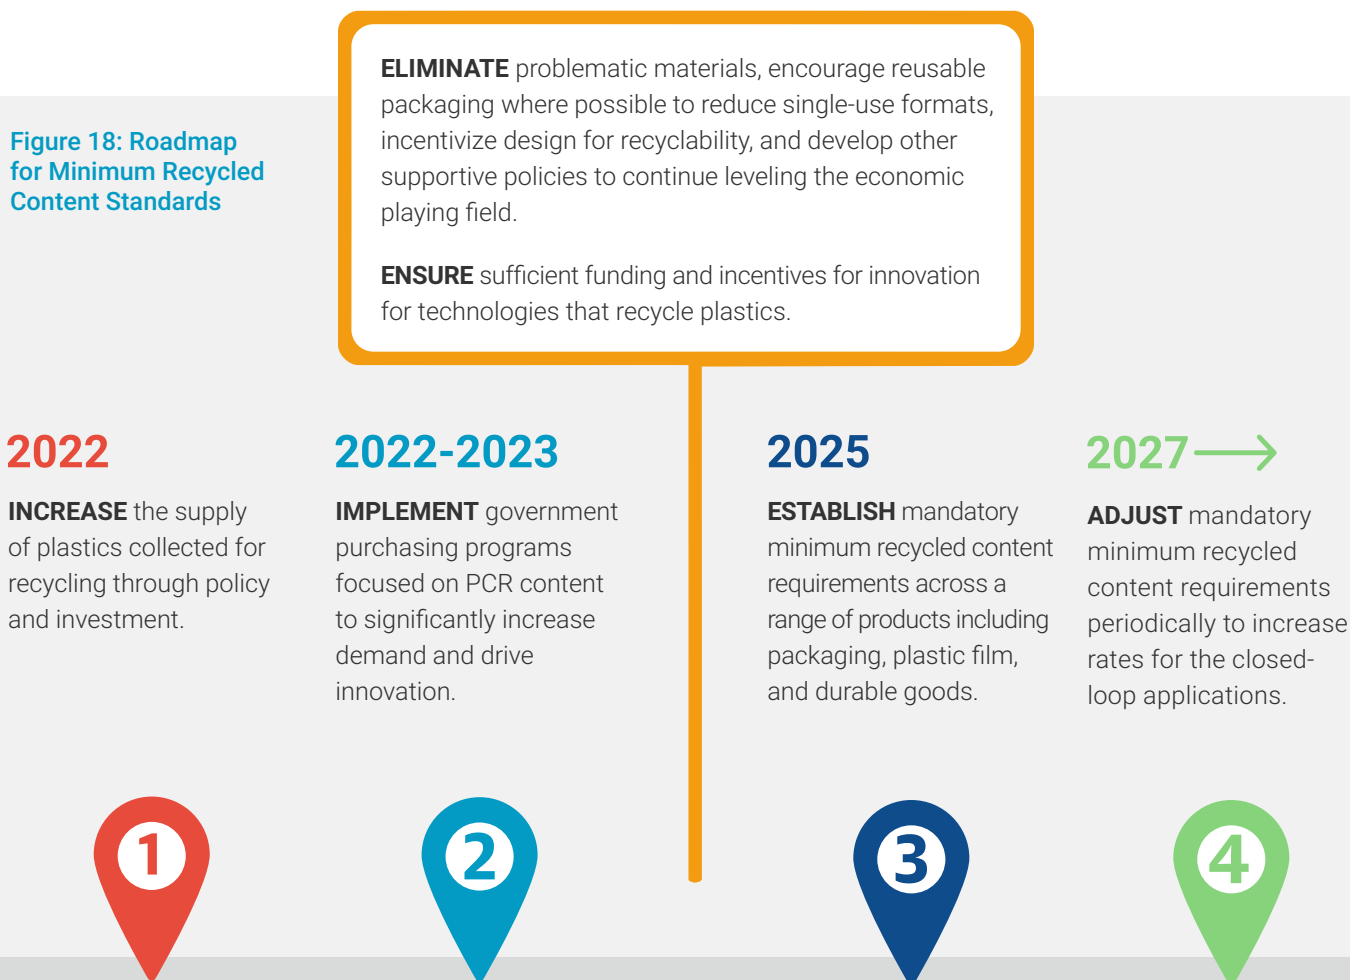 ELIMINATE problematic materials, encourage reusable
packaging where possible to reduce single-use formats,
incentivize design for recyclability, and develop other
supportive policies to continue leveling the economic
playing field.
ENSURE sufficient funding and incentives for innovation
for technologies that recycle plastics.
Figure 18: Roadmap
for Minimum Recycled
Content Standards
2022
INCREASE the supply
of plastics collected for
recycling through policy
and investment.
2022-2023
IMPLEMENT government
purchasing programs
focused on PCR content
to significantly increase
demand and drive
innovation.
2025
ESTABLISH mandatory
minimum recycled content
requirements across a
range of products including
packaging, plastic film,
and durable goods.
2027
ADJUST mandatory
minimum recycled
content requirements
periodically to increase
rates for the closed-
loop applications.
1
2
3
4